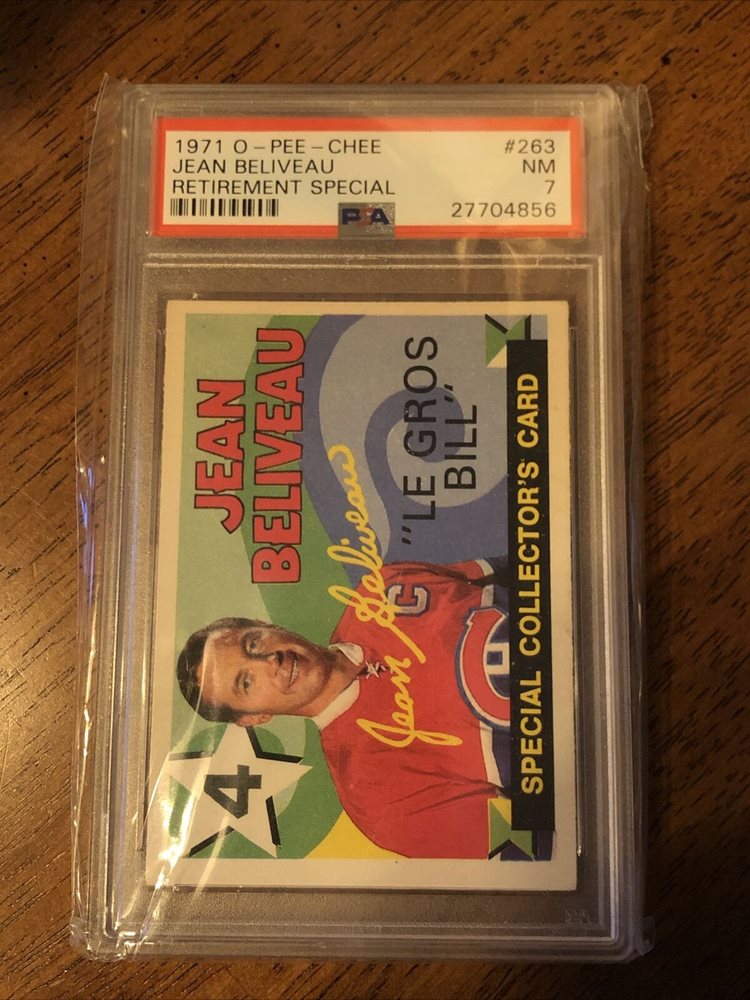 1971 O-PEE-CHEE #263
JEAN BELIVEAU NM
RETIREMENT SPECIAL 7
PSA 27704856
JEAN
BELIVEAU
"LE GROS
BILL"
Jean Beliveau
C
H
4
SPECIAL COLLECTOR'S CARD